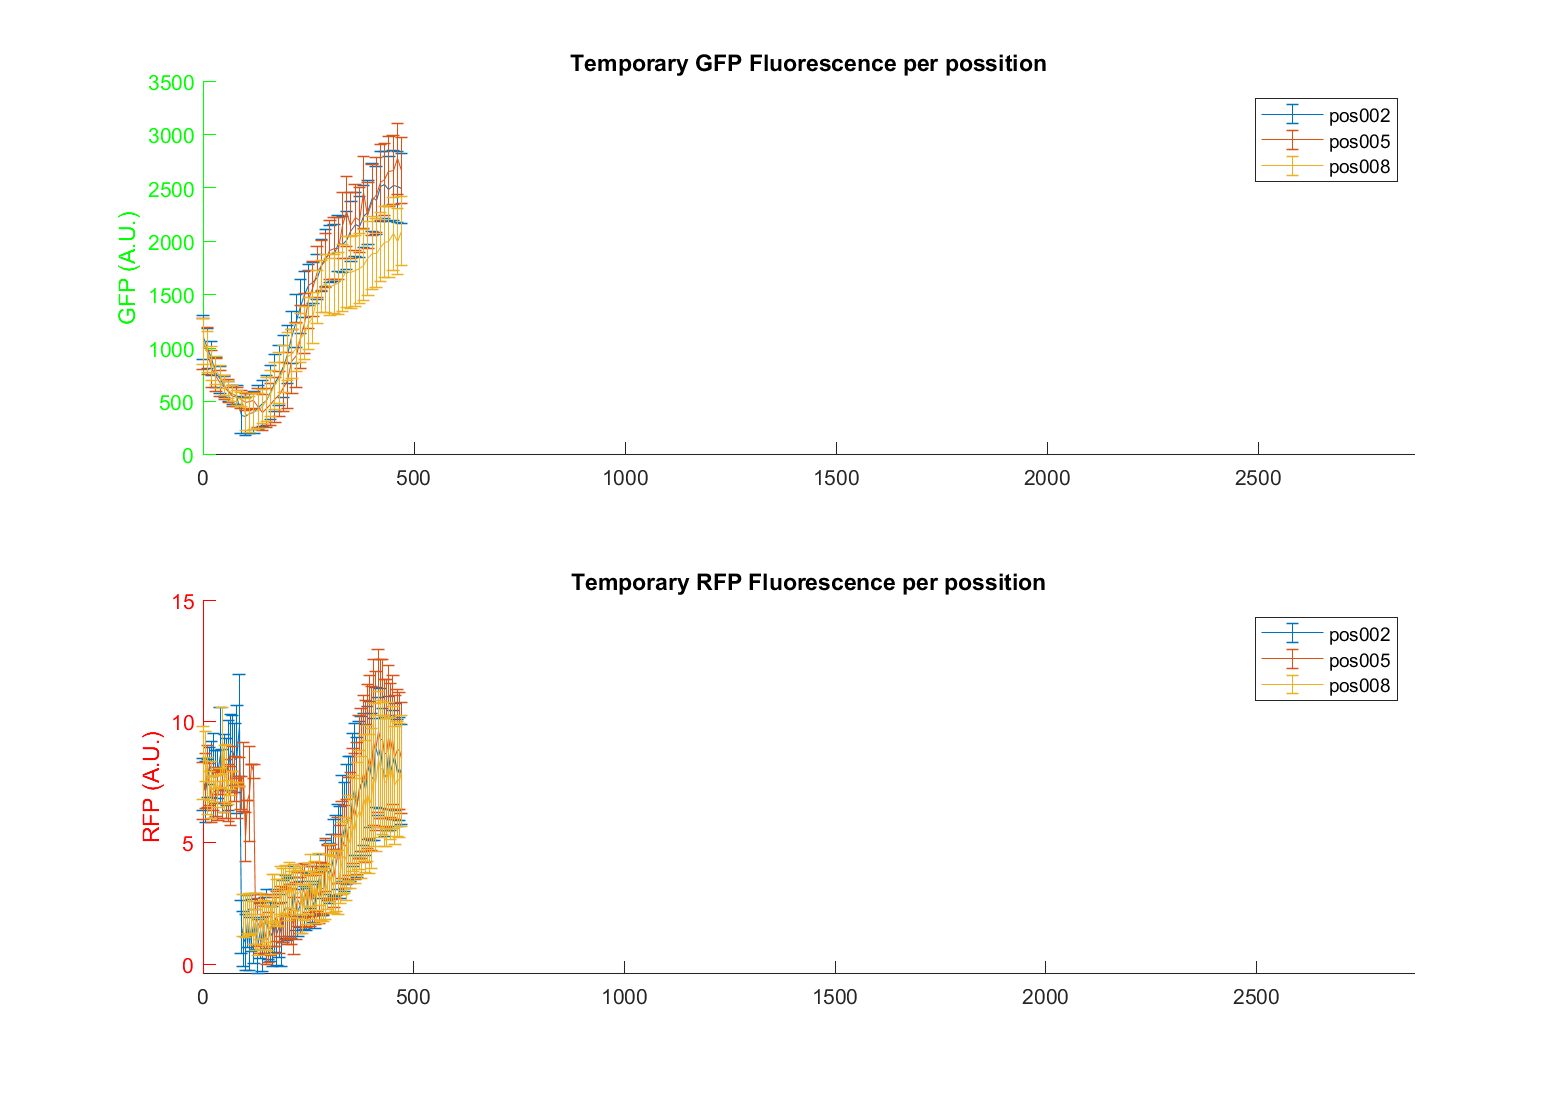 Temporary GFP Fluorescence per possition
3500
3000
2500
2000
1500
1000
500
0
GFP (A.U.)
pos002
pos005
pos008
0 500 1000 1500 2000 2500
Temporary RFP Fluorescence per possition
15
10
5
0
RFP (A.U.)
pos002
pos005
pos008
0 500 1000 1500 2000 2500